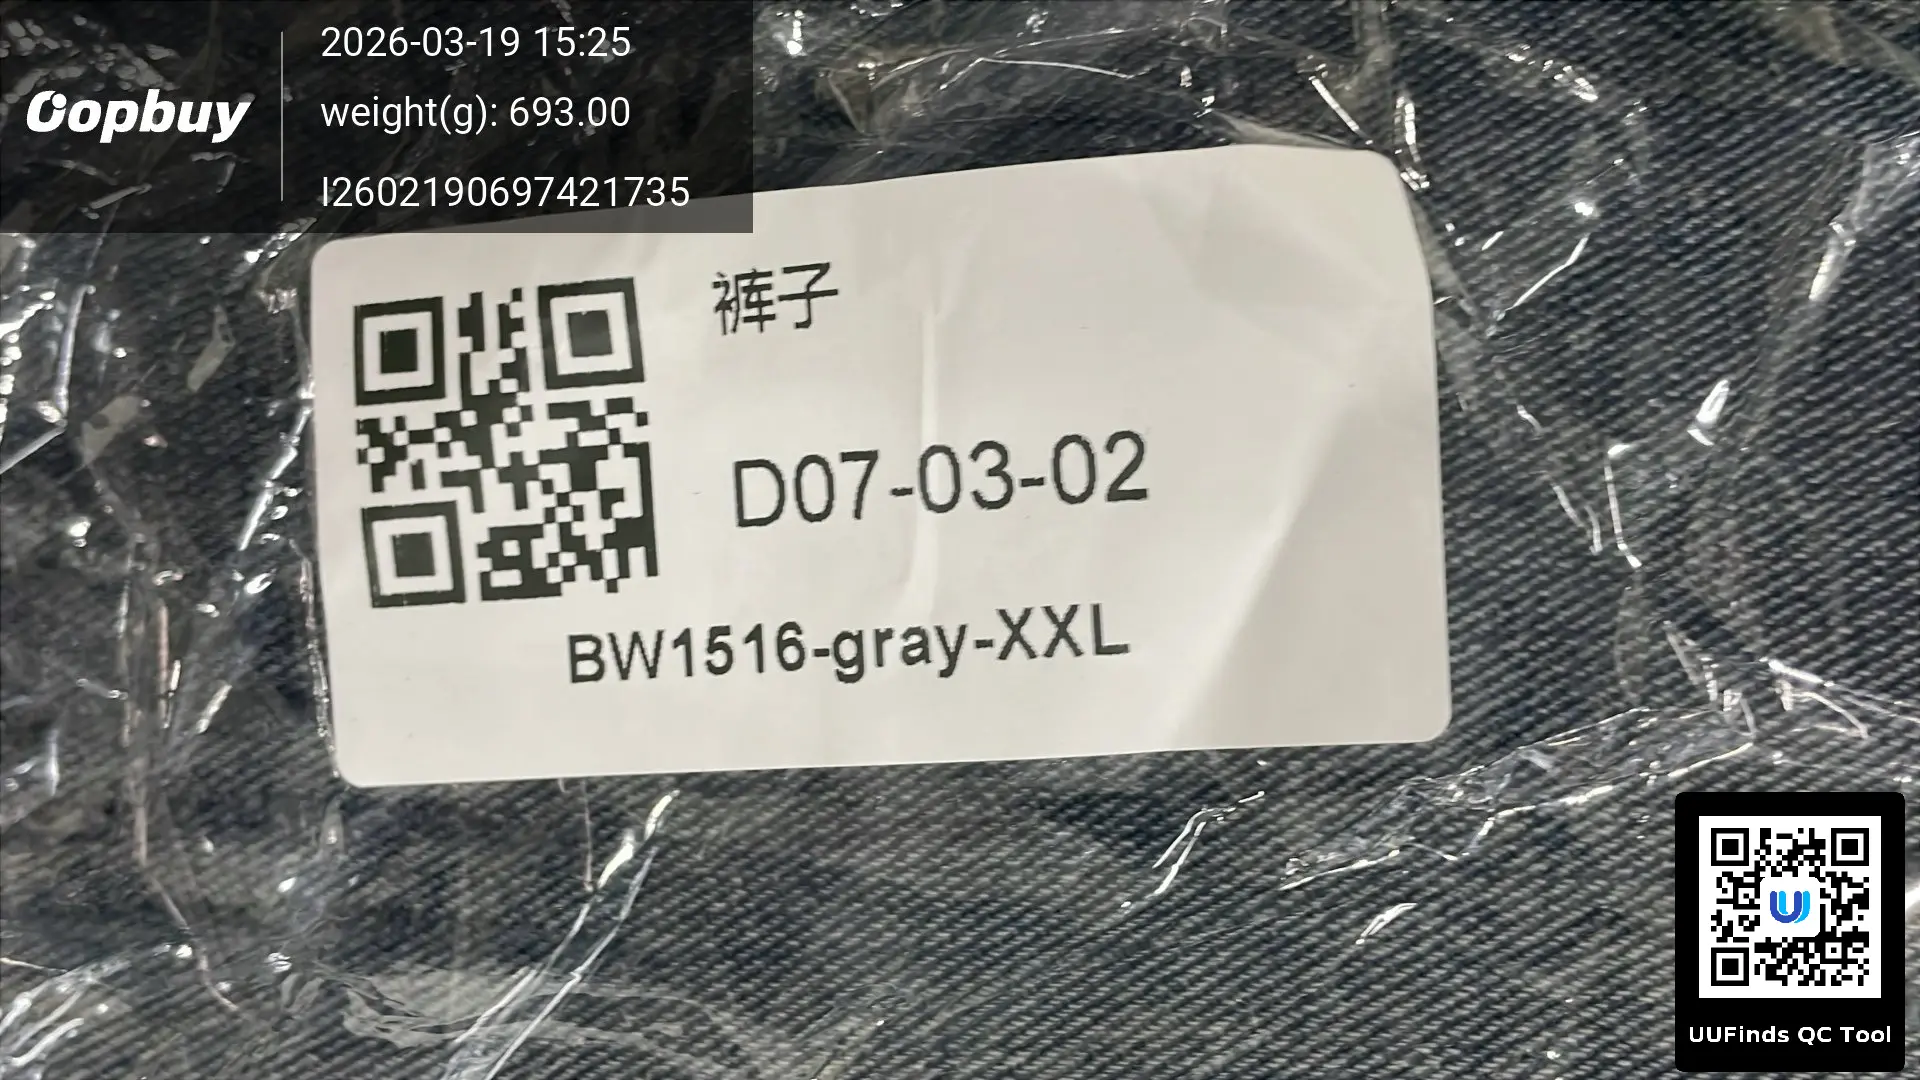 Oopbuy
2026-03-19 15:25
weight(g): 693.00
I2602190697421735
裤子
D07-03-02
BW1516-gray-XXL
UUFinds QC Tool